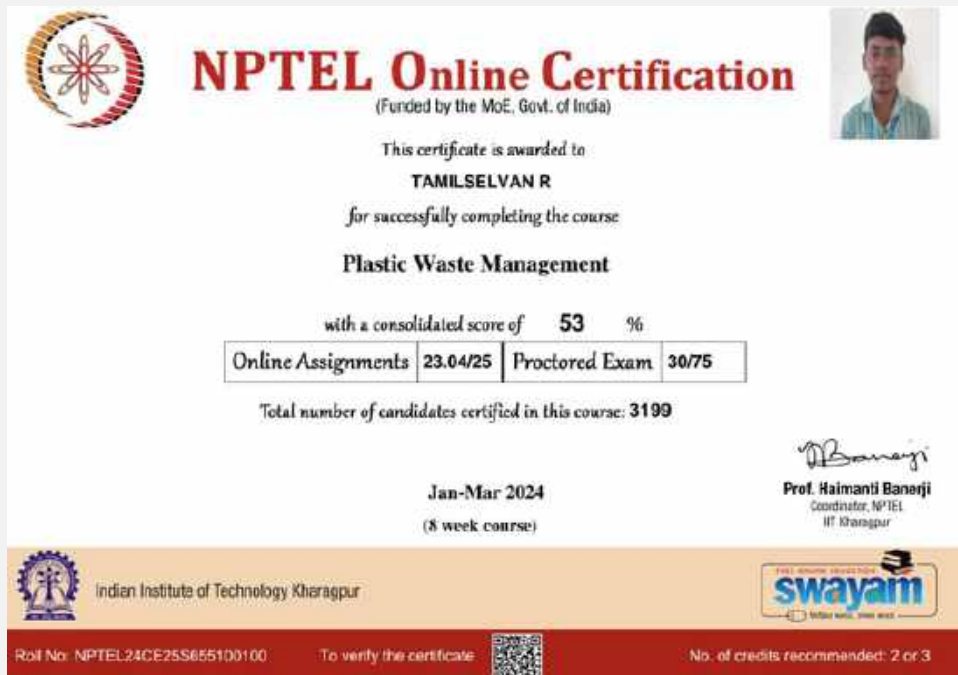 NPTEL Online Certification
(Funded by the MoE, Govt. of India)
This certificate is awarded to
TAMILSELVAN R
for successfully completing the course
Plastic Waste Management
with a consolidated score of 53 %
Online Assignments 23.04/25 Proctored Exam 30/75
Total number of candidates certified in this course: 3199
Jan-Mar 2024
(8 week course)
Prof. Haimanti Banerji
Coordinator, NPTEL
IIT Kharagpur
Indian Institute of Technology Kharagpur
swayam
Roll No: NPTEL24CE25S655100100 To verify the certificate No. of credits recommended: 2 or 3